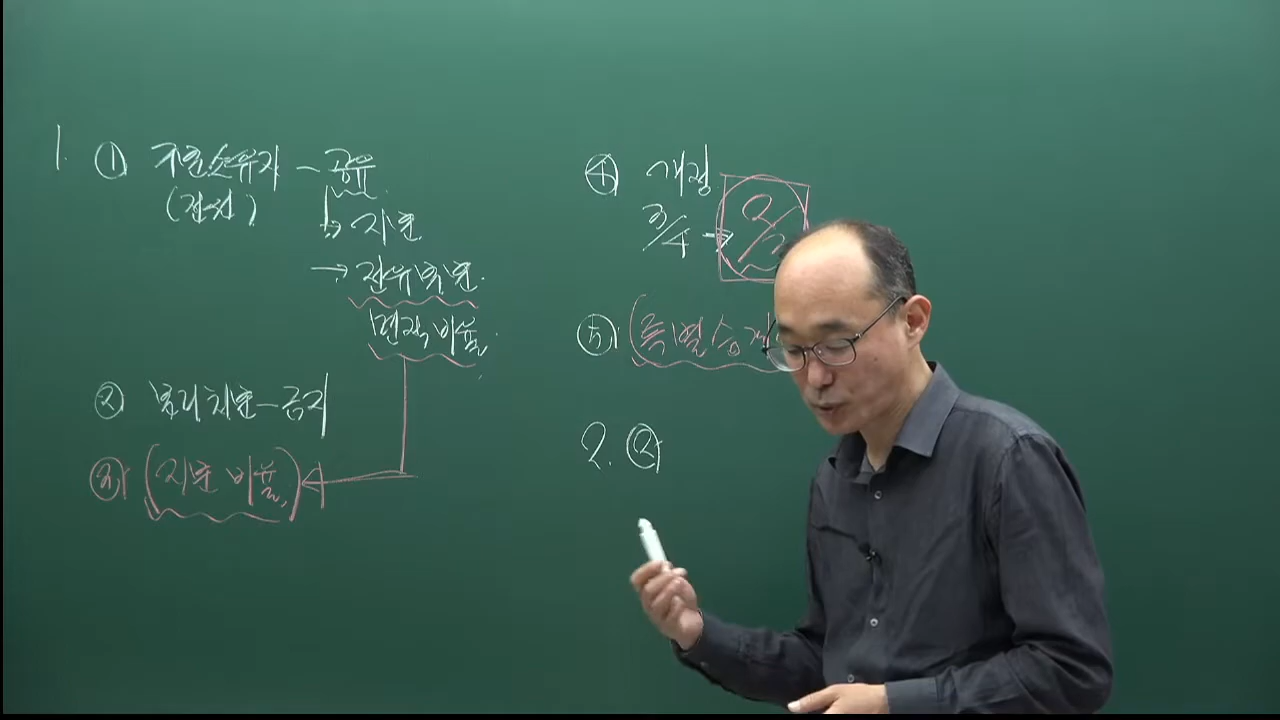 1. ① 구분소유자 - 공유
(전원)
↳ 지분
→ 전유부분
면적비율
② 분리처분 - 금지
③ (지분비율)
④ 개정
3/4 → 2/
⑤ (특별승계
2. ②